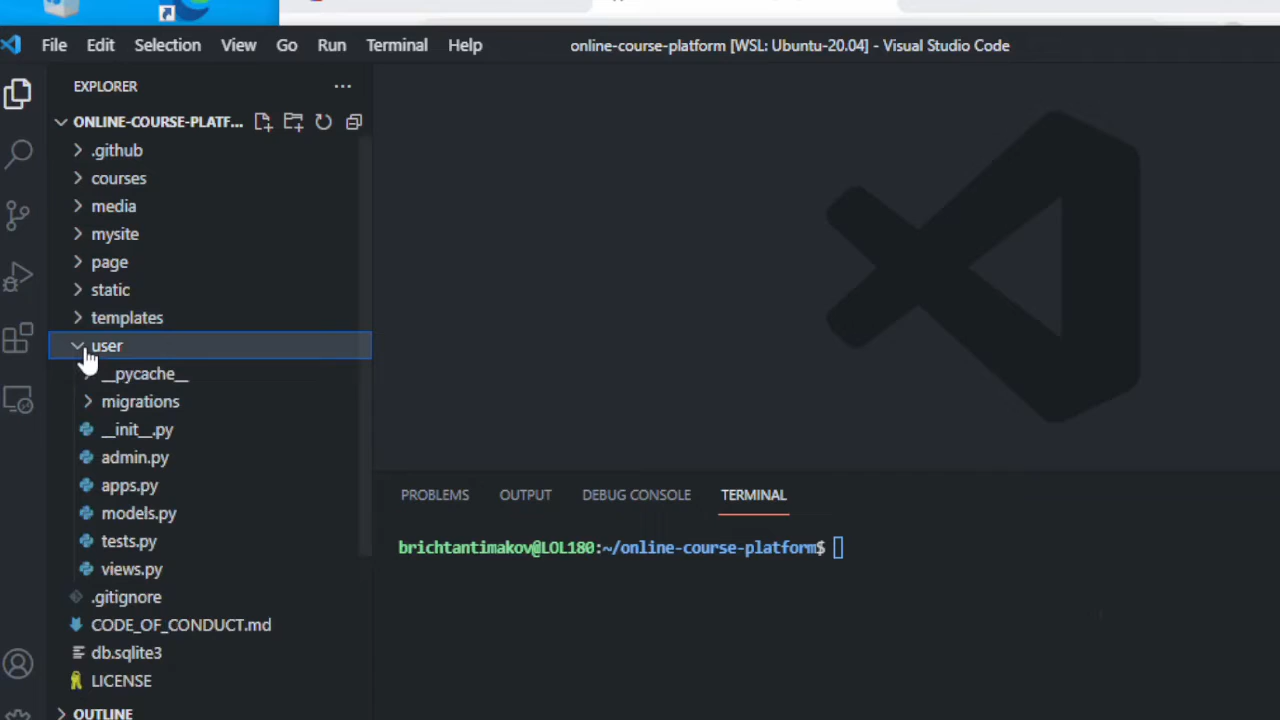 File Edit Selection View Go Run Terminal Help online-course-platform [WSL: Ubuntu-20.04] - Visual Studio Code
EXPLORER
ONLINE-COURSE-PLATF...
.github
courses
media
mysite
page
static
templates
user
__pycache__
migrations
__init__.py
admin.py
apps.py
models.py
tests.py
views.py
.gitignore
CODE_OF_CONDUCT.md
db.sqlite3
LICENSE
OUTLINE
PROBLEMS OUTPUT DEBUG CONSOLE TERMINAL
brichtantimakov@LOL180:~/online-course-platform$